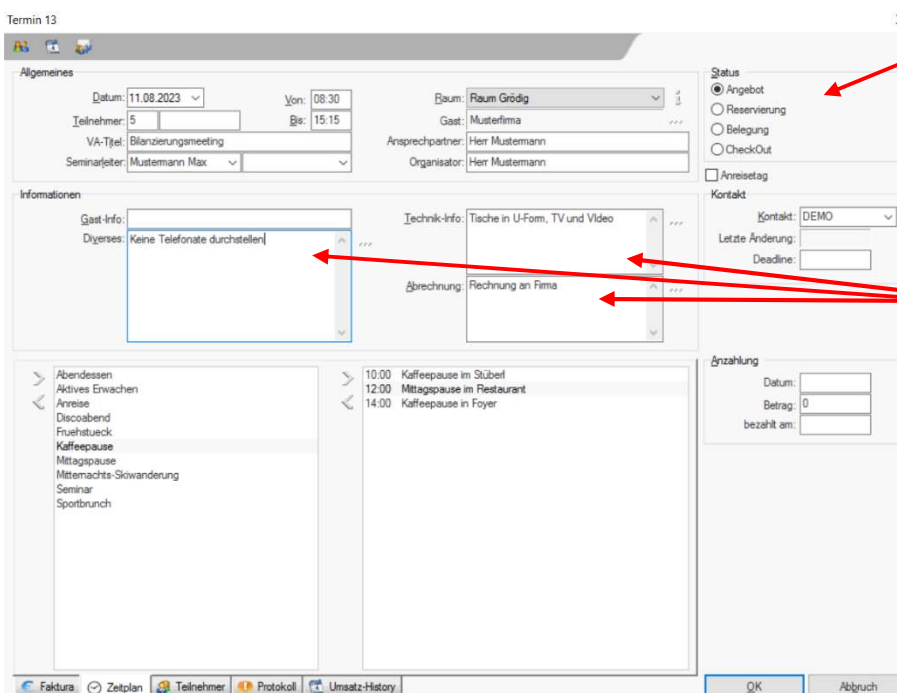 Termin 13
Allgemeines
Datum: 11.08.2023
Von: 08:30
Teilnehmer: 5
Bis: 15:15
VA-Titel: Bilanzierungsmeeting
Seminarleiter: Mustermann Max
Raum: Raum Grödig
Gast: Musterfirma
Ansprechpartner: Herr Mustermann
Organisator: Herr Mustermann
Status
Angebot
Reservierung
Belegung
CheckOut
Anreisetag
Informationen
Gast-Info:
Diverses: Keine Telefonate durchstellen
Technik-Info: Tische in U-Form, TV und VIdeo
Abrechnung: Rechnung an Firma
Kontakt
Kontakt: DEMO
Letzte Änderung:
Deadline:
Abendessen
Aktives Erwachen
Anreise
Discoabend
Fruehstueck
Kaffeepause
Mittagspause
Mitternachts-Skiwanderung
Seminar
Sportbrunch
10:00 Kaffeepause im Stüberl
12:00 Mittagspause im Restaurant
14:00 Kaffeepause in Foyer
Anzahlung
Datum:
Betrag: 0
bezahlt am:
Faktura
Zeitplan
Teilnehmer
Protokoll
Umsatz-History
OK
Abbruch